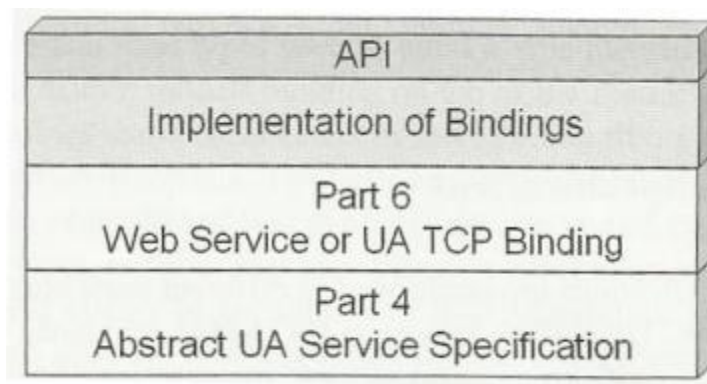 API
Implementation of Bindings
Part 6
Web Service or UA TCP Binding
Part 4
Abstract UA Service Specification